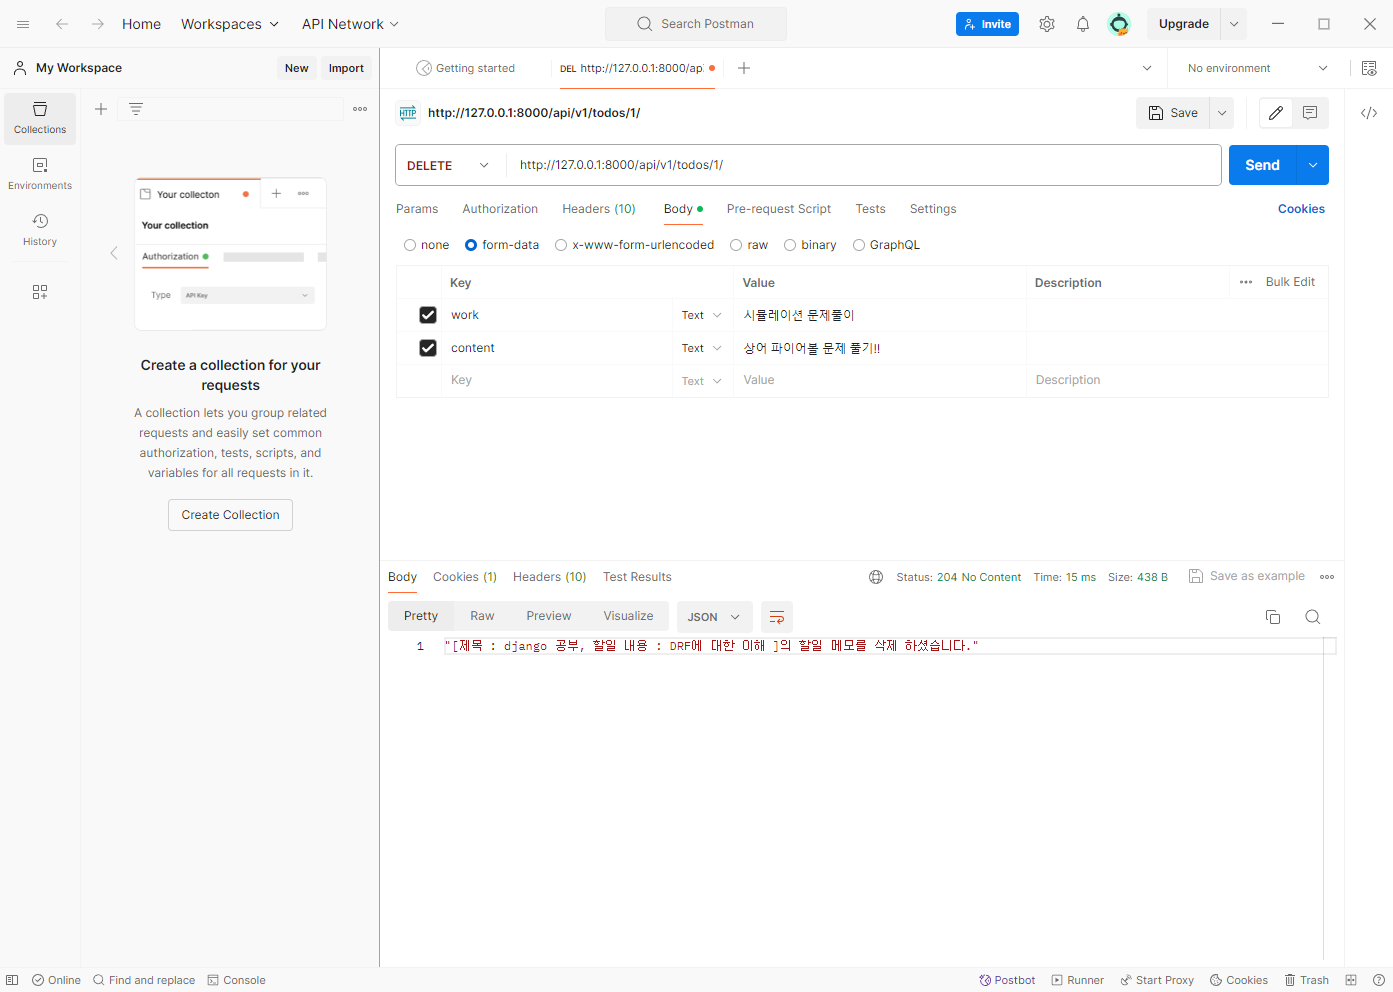 Home Workspaces API Network Search Postman Invite Upgrade
My Workspace New Import Getting started DEL http://127.0.0.1:8000/ap No environment
Collections
Environments
History
Your collecton
Your collection
Authorization
Type API Key
Create a collection for your
requests
A collection lets you group related
requests and easily set common
authorization, tests, scripts, and
variables for all requests in it.
Create Collection
HTTP http://127.0.0.1:8000/api/v1/todos/1/ Save
DELETE http://127.0.0.1:8000/api/v1/todos/1/ Send
Params Authorization Headers (10) Body Pre-request Script Tests Settings Cookies
none form-data x-www-form-urlencoded raw binary GraphQL
Key Value Description Bulk Edit
work Text 시뮬레이션 문제풀이
content Text 상어 파이어볼 문제 풀기!!
Key Text Value Description
Body Cookies (1) Headers (10) Test Results Status: 204 No Content Time: 15 ms Size: 438 B Save as example
Pretty Raw Preview Visualize JSON
1 "[제목 : django 공부, 할일 내용 : DRF에 대한 이해 ]의 할일 메모를 삭제 하셨습니다."
Online Find and replace Console Postbot Runner Start Proxy Cookies Trash